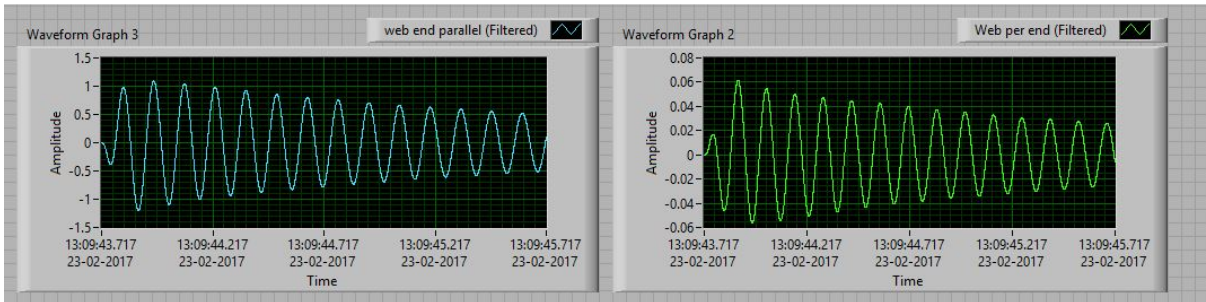 Waveform Graph 3
web end parallel (Filtered)
1.5
1
0.5
0
-0.5
-1
-1.5
Amplitude
13:09:43.717 13:09:44.217 13:09:44.717 13:09:45.217 13:09:45.717
23-02-2017 23-02-2017 23-02-2017 23-02-2017 23-02-2017
Time
Waveform Graph 2
Web per end (Filtered)
0.08
0.06
0.04
0.02
0
-0.02
-0.04
-0.06
Amplitude
13:09:43.717 13:09:44.217 13:09:44.717 13:09:45.217 13:09:45.717
23-02-2017 23-02-2017 23-02-2017 23-02-2017 23-02-2017
Time